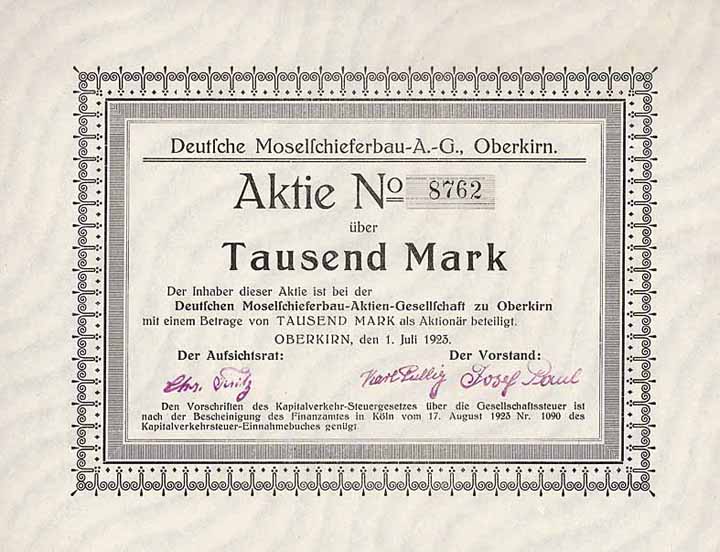 Deutſche Moselſchieferbau-A.-G., Oberkirn.
Aktie No 8762
über
Tausend Mark
Der Inhaber dieser Aktie ist bei der
Deutſchen Moselſchieferbau-Aktien-Geſellſchaft zu Oberkirn
mit einem Betrage von TAUSEND MARK als Aktionär beteiligt.
OBERKIRN, den 1. Juli 1923.
Der Aufsichtsrat: Der Vorstand:
Chr. Karl Pullig Josef Paul
Den Vorschriften des Kapitalverkehr-Steuergesetzes über die Gesellschaftssteuer ist
nach der Bescheinigung des Finanzamtes in Köln vom 17. August 1923 Nr. 1090 des
Kapitalverkehrsteuer-Einnahmebuches genügt.